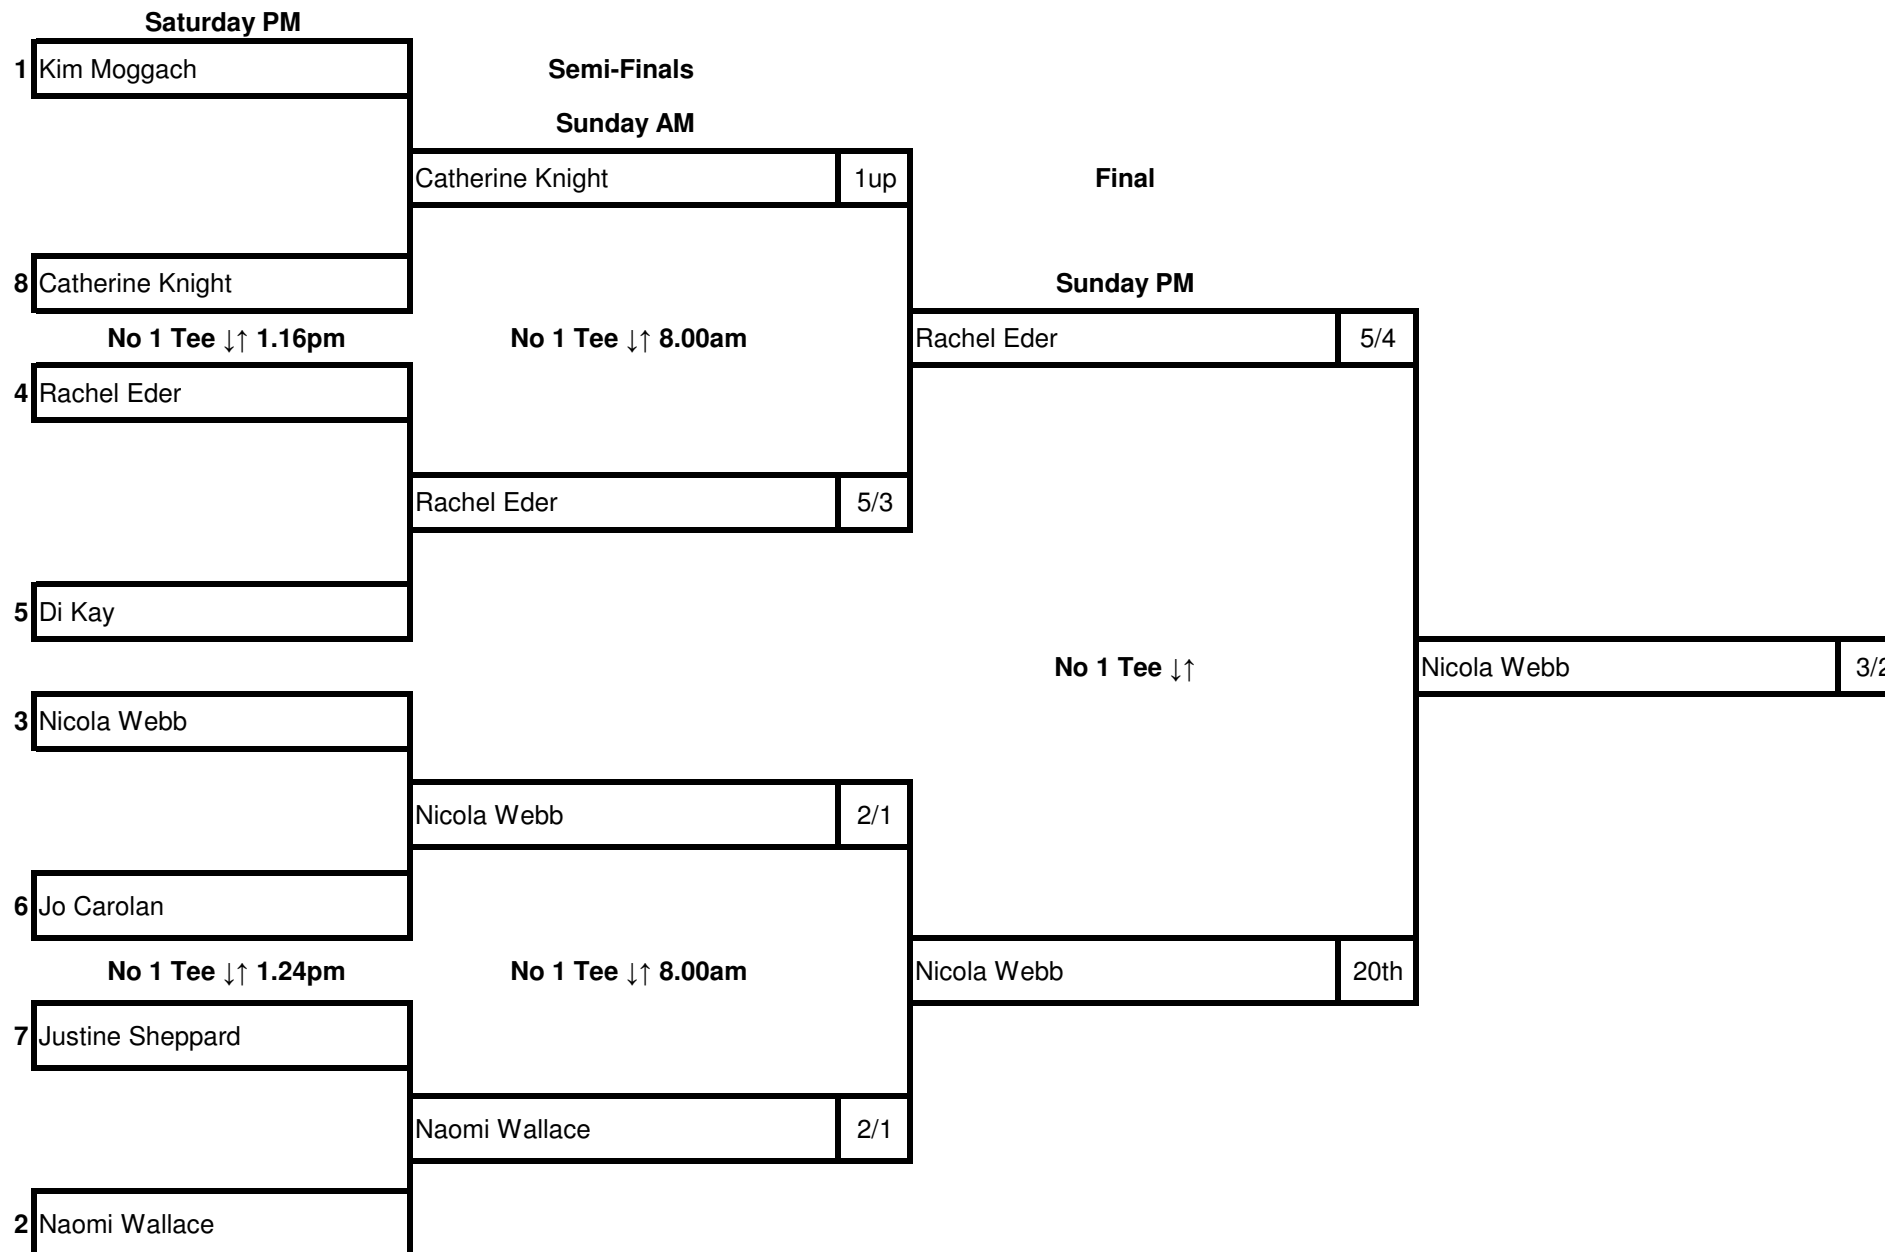 Saturday PM
1 Kim Moggach
Semi-Finals
Sunday AM
Catherine Knight 1up
Final
8 Catherine Knight
Sunday PM
No 1 Tee ↓↑ 1.16pm
No 1 Tee ↓↑ 8.00am
Rachel Eder 5/4
4 Rachel Eder
Rachel Eder 5/3
5 Di Kay
No 1 Tee ↓↑
Nicola Webb 3/2
3 Nicola Webb
Nicola Webb 2/1
6 Jo Carolan
No 1 Tee ↓↑ 1.24pm
No 1 Tee ↓↑ 8.00am
Nicola Webb 20th
7 Justine Sheppard
Naomi Wallace 2/1
2 Naomi Wallace